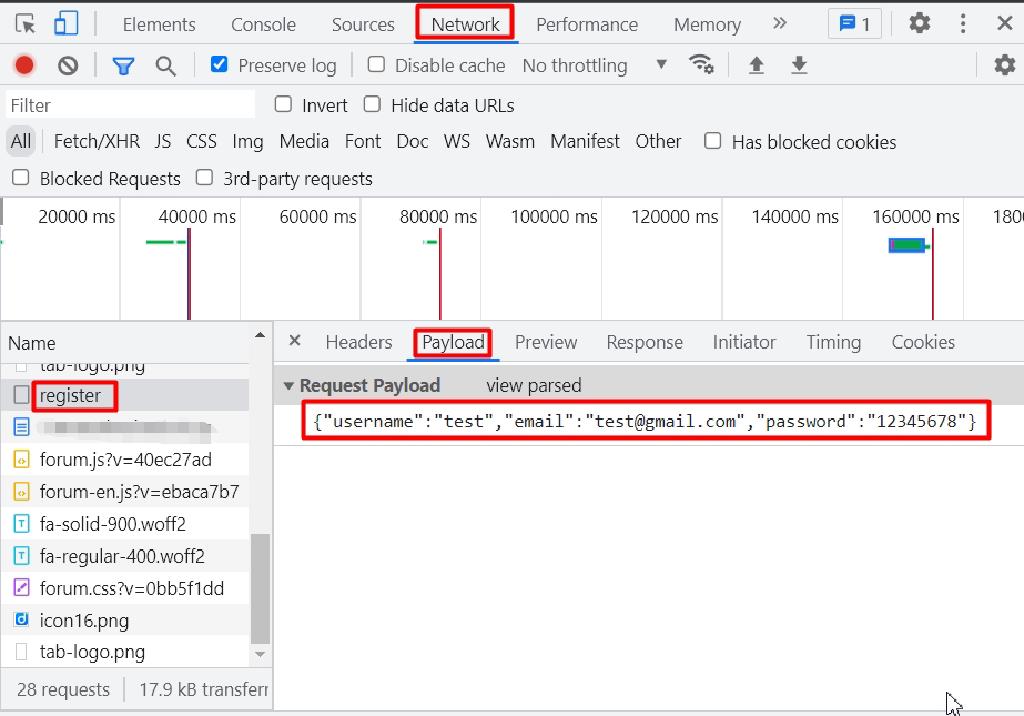 Elements Console Sources Network Performance Memory » 1
Preserve log Disable cache No throttling
Filter Invert Hide data URLs
All Fetch/XHR JS CSS Img Media Font Doc WS Wasm Manifest Other Has blocked cookies
Blocked Requests 3rd-party requests
20000 ms 40000 ms 60000 ms 80000 ms 100000 ms 120000 ms 140000 ms 160000 ms 1800
Name
Headers Payload Preview Response Initiator Timing Cookies
tab-logo.png
Request Payload view parsed
register
{"username":"test","email":"test@gmail.com","password":"12345678"}
forum.js?v=40ec27ad
forum-en.js?v=ebaca7b7
fa-solid-900.woff2
fa-regular-400.woff2
forum.css?v=0bb5f1dd
icon16.png
tab-logo.png
28 requests 17.9 kB transferr